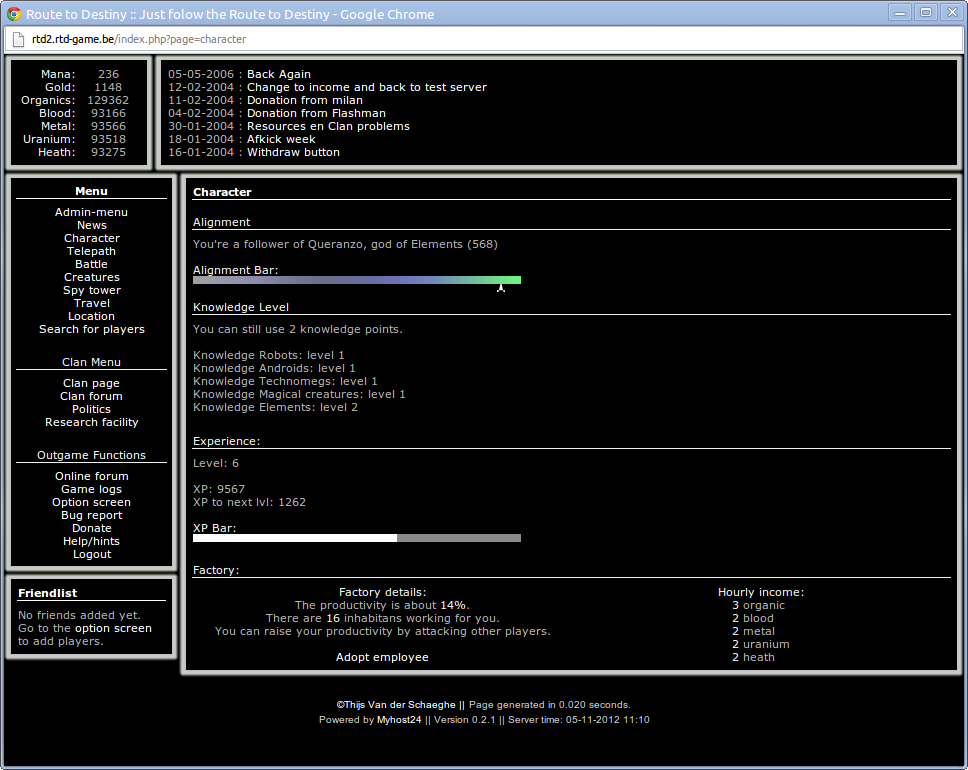 Route to Destiny :: Just folow the Route to Destiny - Google Chrome
rtd2.rtd-game.be/index.php?page=character
Mana: 236
Gold: 1148
Organics: 129362
Blood: 93166
Metal: 93566
Uranium: 93518
Heath: 93275
05-05-2006 : Back Again
12-02-2004 : Change to income and back to test server
11-02-2004 : Donation from milan
04-02-2004 : Donation from Flashman
30-01-2004 : Resources en Clan problems
18-01-2004 : Afkick week
16-01-2004 : Withdraw button
Menu
Admin-menu
News
Character
Telepath
Battle
Creatures
Spy tower
Travel
Location
Search for players
Clan Menu
Clan page
Clan forum
Politics
Research facility
Outgame Functions
Online forum
Game logs
Option screen
Bug report
Donate
Help/hints
Logout
Friendlist
No friends added yet.
Go to the option screen
to add players.
Character
Alignment
You're a follower of Queranzo, god of Elements (568)
Alignment Bar:
Knowledge Level
You can still use 2 knowledge points.
Knowledge Robots: level 1
Knowledge Androids: level 1
Knowledge Technomegs: level 1
Knowledge Magical creatures: level 1
Knowledge Elements: level 2
Experience:
Level: 6
XP: 9567
XP to next lvl: 1262
XP Bar:
Factory:
Factory details:
The productivity is about 14%.
There are 16 inhabitans working for you.
You can raise your productivity by attacking other players.
Adopt employee
Hourly income:
3 organic
2 blood
2 metal
2 uranium
2 heath
©Thijs Van der Schaeghe || Page generated in 0.020 seconds.
Powered by Myhost24 || Version 0.2.1 || Server time: 05-11-2012 11:10